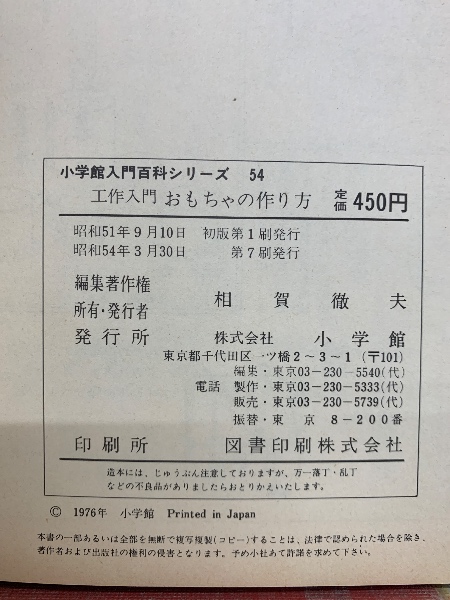 小学館入門百科シリーズ 54
工作入門 おもちゃの作り方 定価 450円
昭和51年9月10日 初版第1刷発行
昭和54年3月30日 第7刷発行
編集著作権
所有・発行者 相賀徹夫
発行所 株式会社 小学館
東京都千代田区一ツ橋2~3~1(〒101)
編集・東京03-230-5540(代)
電話 製作・東京03-230-5333(代)
販売・東京03-230-5739(代)
振替・東京 8-200番
印刷所 図書印刷株式会社
造本には、じゅうぶん注意しておりますが、万一落丁・乱丁
などの不良品がありましたらおとりかえいたします。
© 1976年 小学館 Printed in Japan
本書の一部あるいは全部を無断で複写複製(コピー)することは、法律で認められた場合を除き、
著作者および出版社の権利の侵害となります。予め小社あて許諾を求めて下さい。